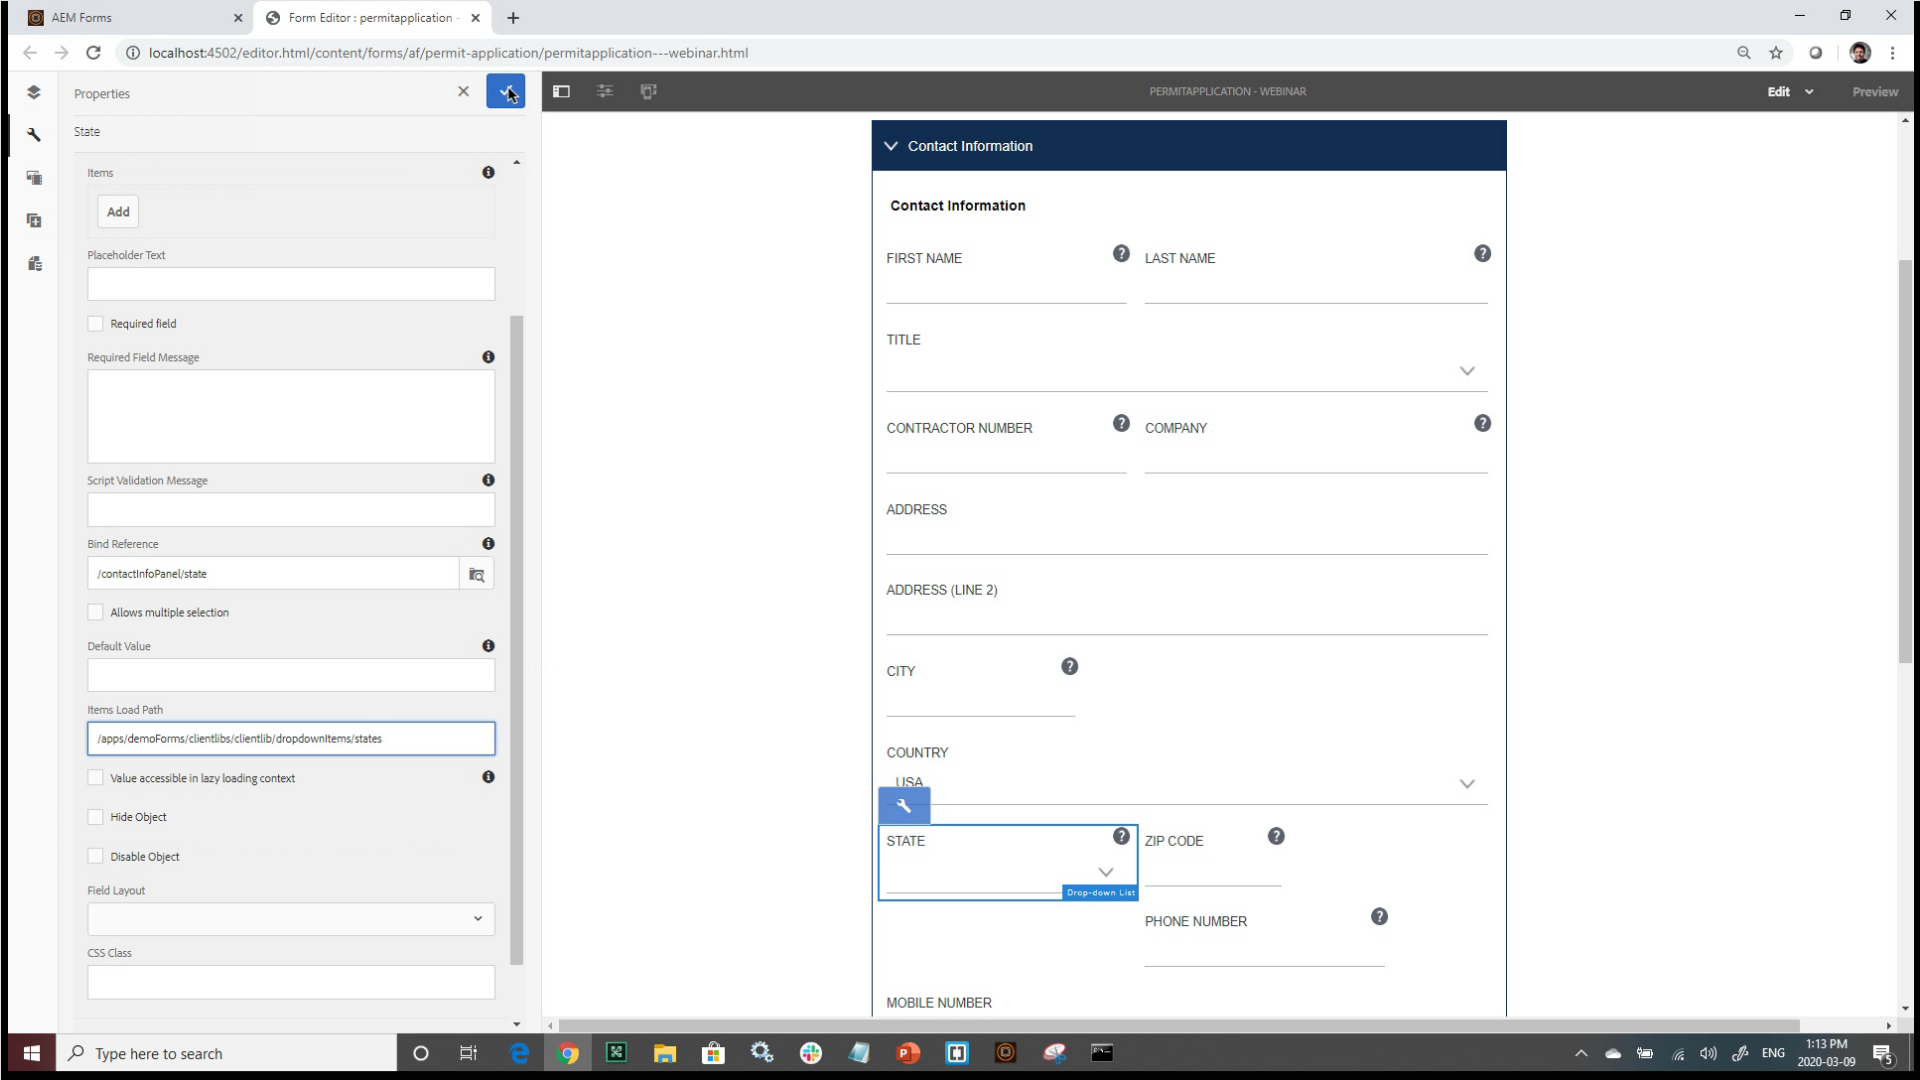 AEM Forms
Form Editor : permitapplication -
localhost:4502/editor.html/content/forms/af/permit-application/permitapplication---webinar.html
Properties
PERMITAPPLICATION - WEBINAR
Edit
Preview
State
Items
Add
Placeholder Text
Required field
Required Field Message
Script Validation Message
Bind Reference
/contactInfoPanel/state
Allows multiple selection
Default Value
Items Load Path
/apps/demoForms/clientlibs/clientlib/dropdownItems/states
Value accessible in lazy loading context
Hide Object
Disable Object
Field Layout
CSS Class
Contact Information
Contact Information
FIRST NAME
LAST NAME
TITLE
CONTRACTOR NUMBER
COMPANY
ADDRESS
ADDRESS (LINE 2)
CITY
COUNTRY
USA
STATE
ZIP CODE
Drop-down List
PHONE NUMBER
MOBILE NUMBER
Type here to search
ENG
1:13 PM
2020-03-09
5